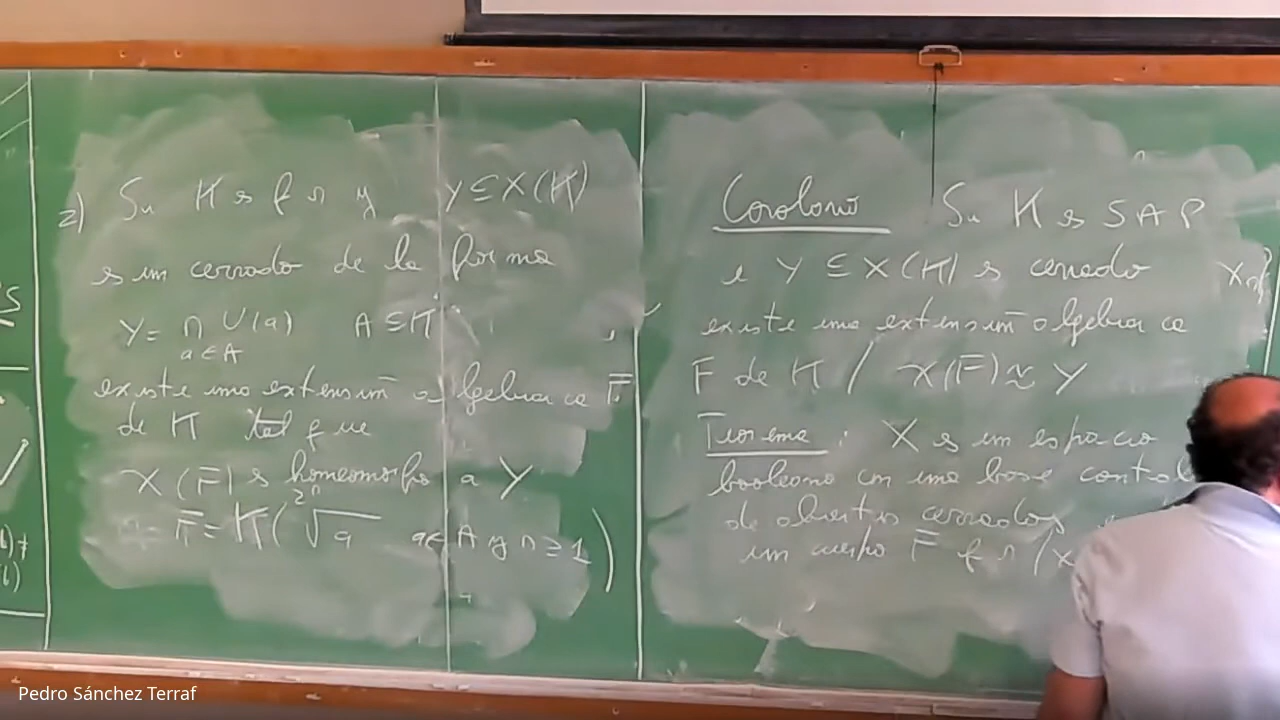 2) Si K es f r y Y ⊆ X(K)
es un cerrado de la forma
Y = ∩ U(a) A ⊆ K
a ∈ A
existe una extensión algebraica F
de K tal que
X(F) es homeomorfo a Y
F = K( 2ⁿ√a a ∈ A y n ≥ 1 )
Corolario Si K es SAP
e Y ⊆ X(K) es cerrado
existe una extensión algebraica
F de K / X(F) ≈ Y
Teorema : X es un espacio
booleano con una base contab
de abiertos cerrados
un cuerpo F f r /
Pedro Sánchez Terraf